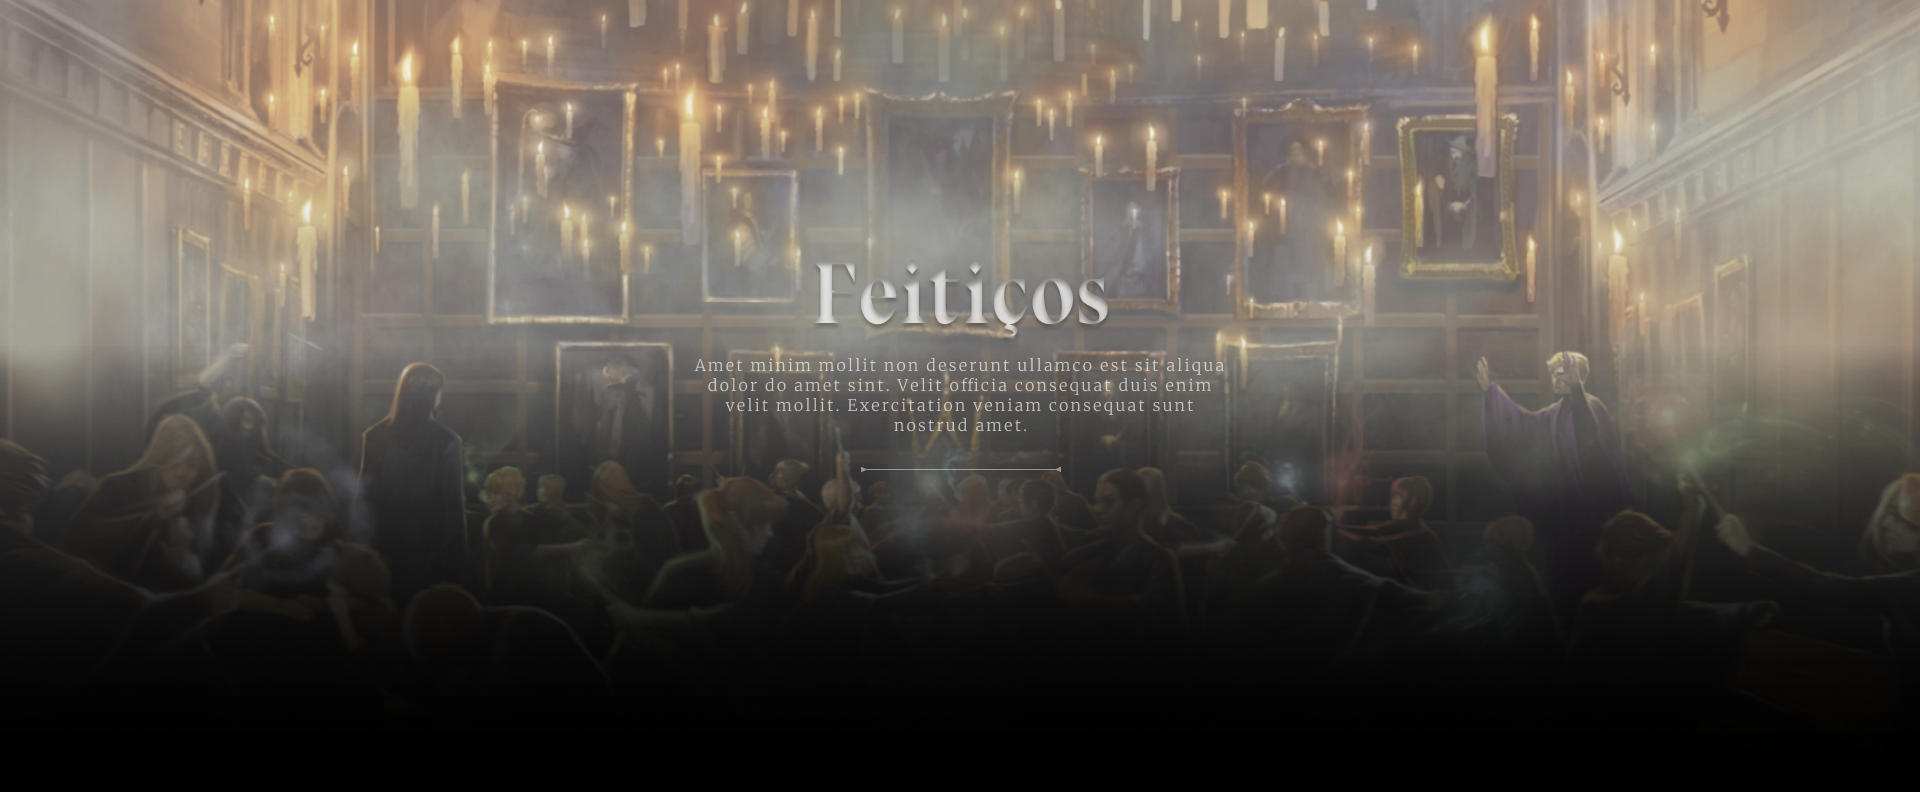 Feitiços
Amet minim mollit non deserunt ullamco est sit aliqua
dolor do amet sint. Velit officia consequat duis enim
velit mollit. Exercitation veniam consequat sunt
nostrud amet.